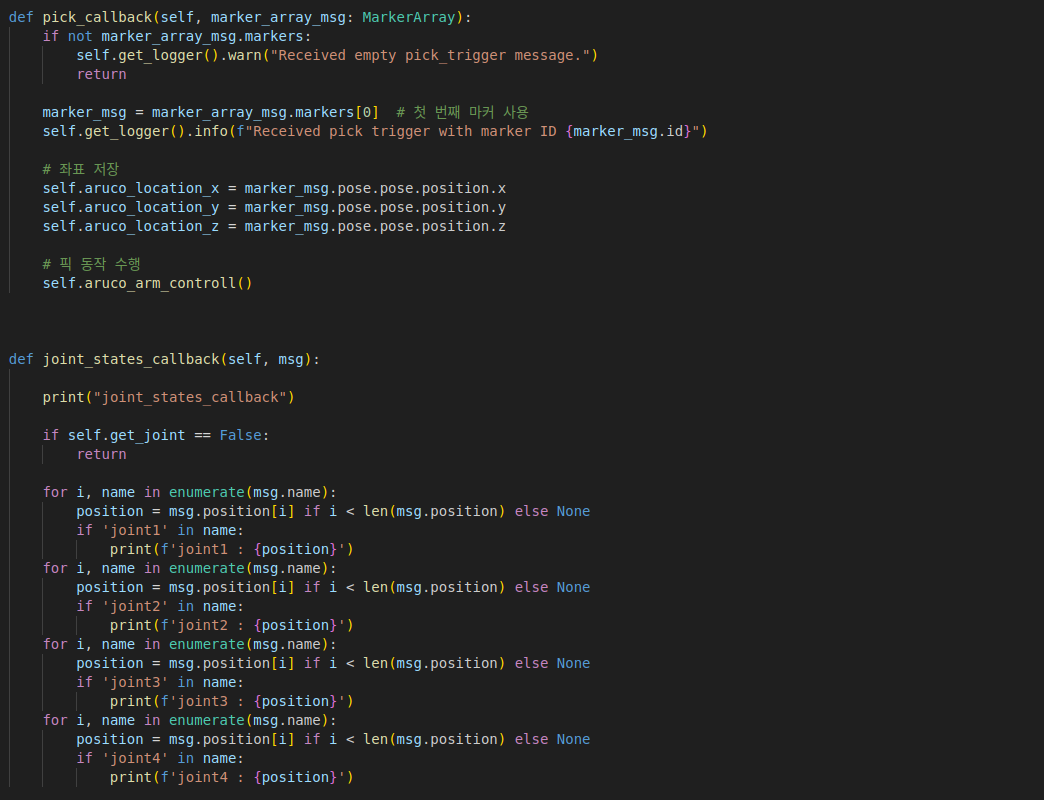 def pick_callback(self, marker_array_msg: MarkerArray):
    if not marker_array_msg.markers:
        self.get_logger().warn("Received empty pick_trigger message.")
        return

    marker_msg = marker_array_msg.markers[0]  # 첫 번째 마커 사용
    self.get_logger().info(f"Received pick trigger with marker ID {marker_msg.id}")

    # 좌표 저장
    self.aruco_location_x = marker_msg.pose.pose.position.x
    self.aruco_location_y = marker_msg.pose.pose.position.y
    self.aruco_location_z = marker_msg.pose.pose.position.z

    # 픽 동작 수행
    self.aruco_arm_controll()

def joint_states_callback(self, msg):

    print("joint_states_callback")

    if self.get_joint == False:
        return

    for i, name in enumerate(msg.name):
        position = msg.position[i] if i < len(msg.position) else None
        if 'joint1' in name:
            print(f'joint1 : {position}')
    for i, name in enumerate(msg.name):
        position = msg.position[i] if i < len(msg.position) else None
        if 'joint2' in name:
            print(f'joint2 : {position}')
    for i, name in enumerate(msg.name):
        position = msg.position[i] if i < len(msg.position) else None
        if 'joint3' in name:
            print(f'joint3 : {position}')
    for i, name in enumerate(msg.name):
        position = msg.position[i] if i < len(msg.position) else None
        if 'joint4' in name:
            print(f'joint4 : {position}')